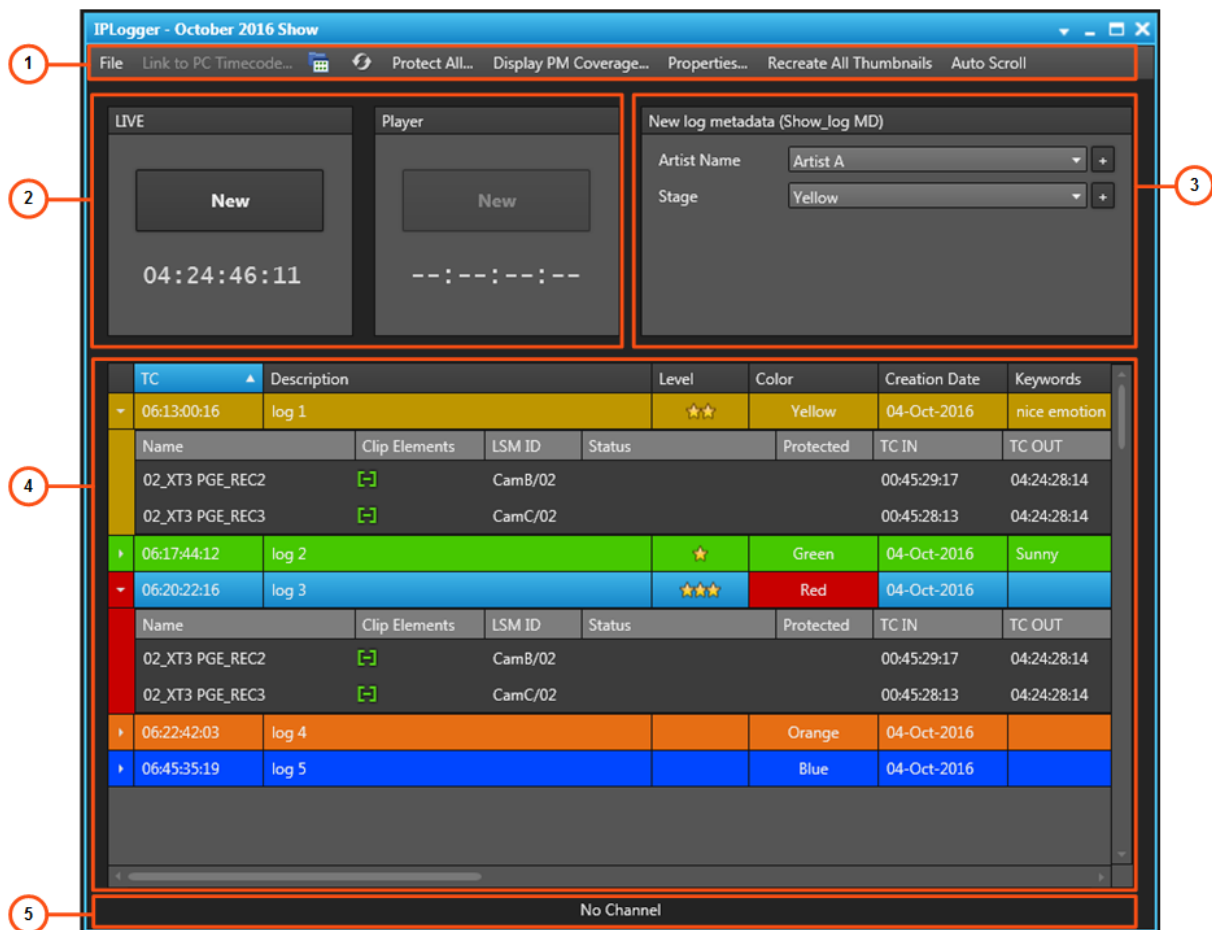 IPLogger - October 2016 Show
1
File Link to PC Timecode... Protect All... Display PM Coverage... Properties... Recreate All Thumbnails Auto Scroll
LIVE Player New log metadata (Show_log MD)
Artist Name Artist A +
2 New New Stage Yellow + 3
04:24:46:11 --:--:--:--
TC Description Level Color Creation Date Keywords
06:13:00:16 log 1 Yellow 04-Oct-2016 nice emotion
Name Clip Elements LSM ID Status Protected TC IN TC OUT
4 02_XT3 PGE_REC2 CamB/02 00:45:29:17 04:24:28:14
02_XT3 PGE_REC3 CamC/02 00:45:28:13 04:24:28:14
06:17:44:12 log 2 Green 04-Oct-2016 Sunny
06:20:22:16 log 3 Red 04-Oct-2016
Name Clip Elements LSM ID Status Protected TC IN TC OUT
02_XT3 PGE_REC2 CamB/02 00:45:29:17 04:24:28:14
02_XT3 PGE_REC3 CamC/02 00:45:28:13 04:24:28:14
06:22:42:03 log 4 Orange 04-Oct-2016
06:45:35:19 log 5 Blue 04-Oct-2016
5 No Channel